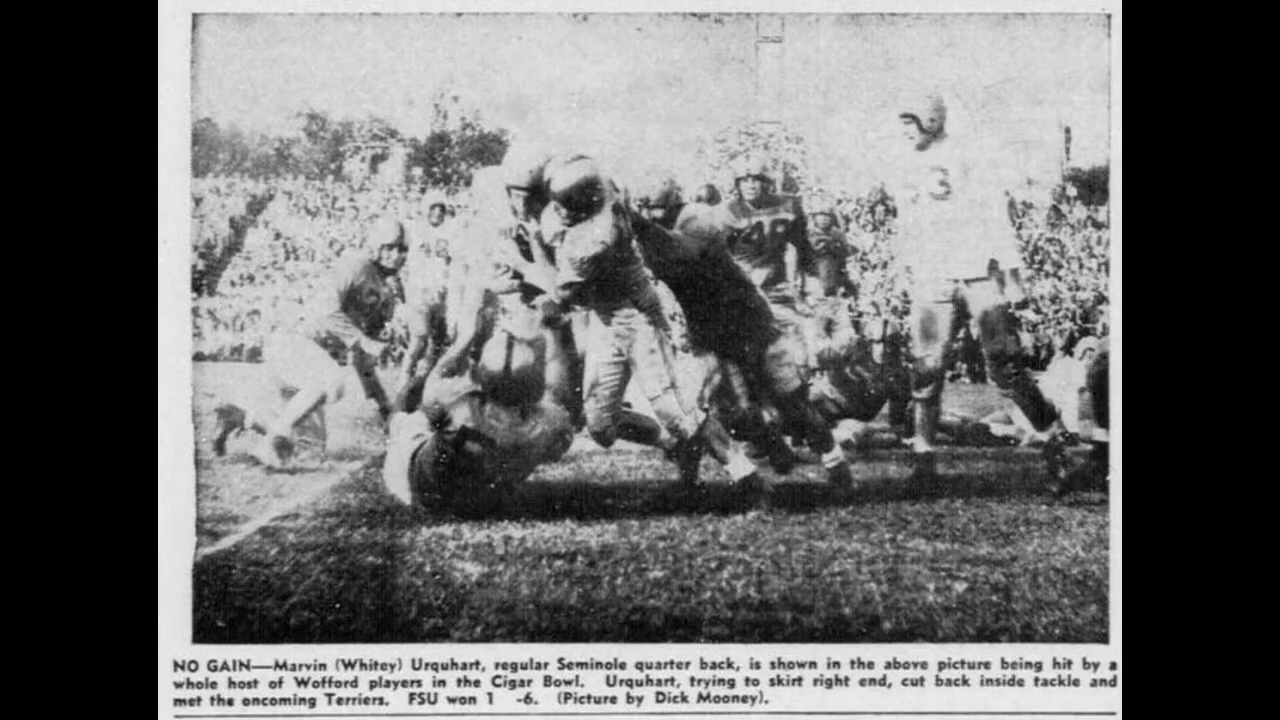 3
48
NO GAIN—Marvin (Whitey) Urquhart, regular Seminole quarter back, is shown in the above picture being hit by a
whole host of Wofford players in the Cigar Bowl. Urquhart, trying to skirt right end, cut back inside tackle and
met the oncoming Terriers. FSU won 1 -6. (Picture by Dick Mooney).